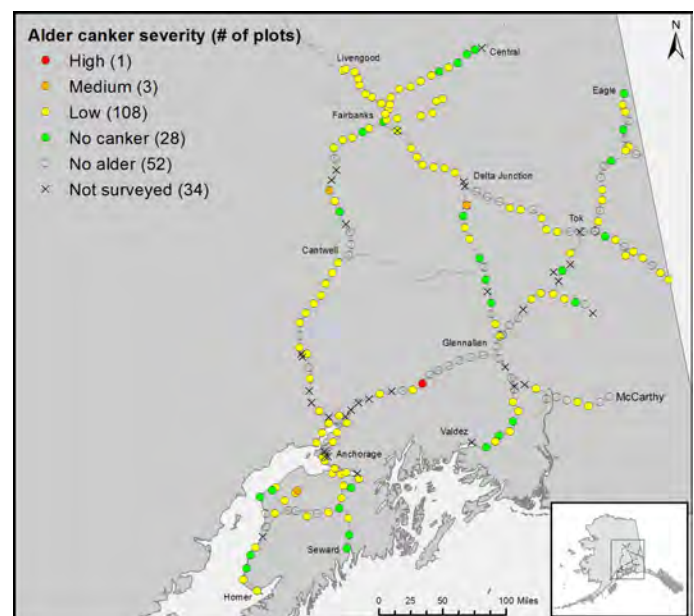 Alder canker severity (# of plots)
High (1)
Medium (3)
Low (108)
No canker (28)
No alder (52)
Not surveyed (34)
N
Livengood
Central
Eagle
Fairbanks
Delta Junction
Tok
Cantwell
Glennallen
McCarthy
Valdez
Anchorage
Seward
Homer
0 25 50 100 Miles